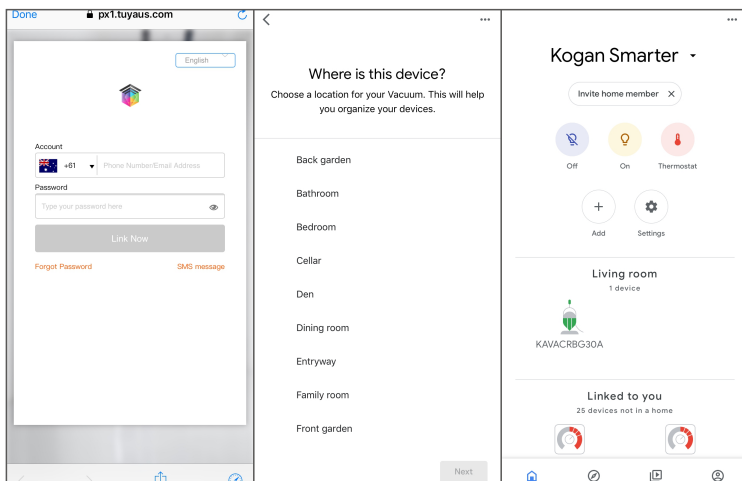 Done
px1.tuyaus.com
English
Account
+61
Phone Number/Email Address
Password
Type your password here
Link Now
Forgot Password
SMS message
Where is this device?
Choose a location for your Vacuum. This will help
you organize your devices.
Back garden
Bathroom
Bedroom
Cellar
Den
Dining room
Entryway
Family room
Front garden
Next
Kogan Smarter
Invite home member
Off
On
Thermostat
Add
Settings
Living room
1 device
KAVACRBG30A
Linked to you
25 devices not in a home